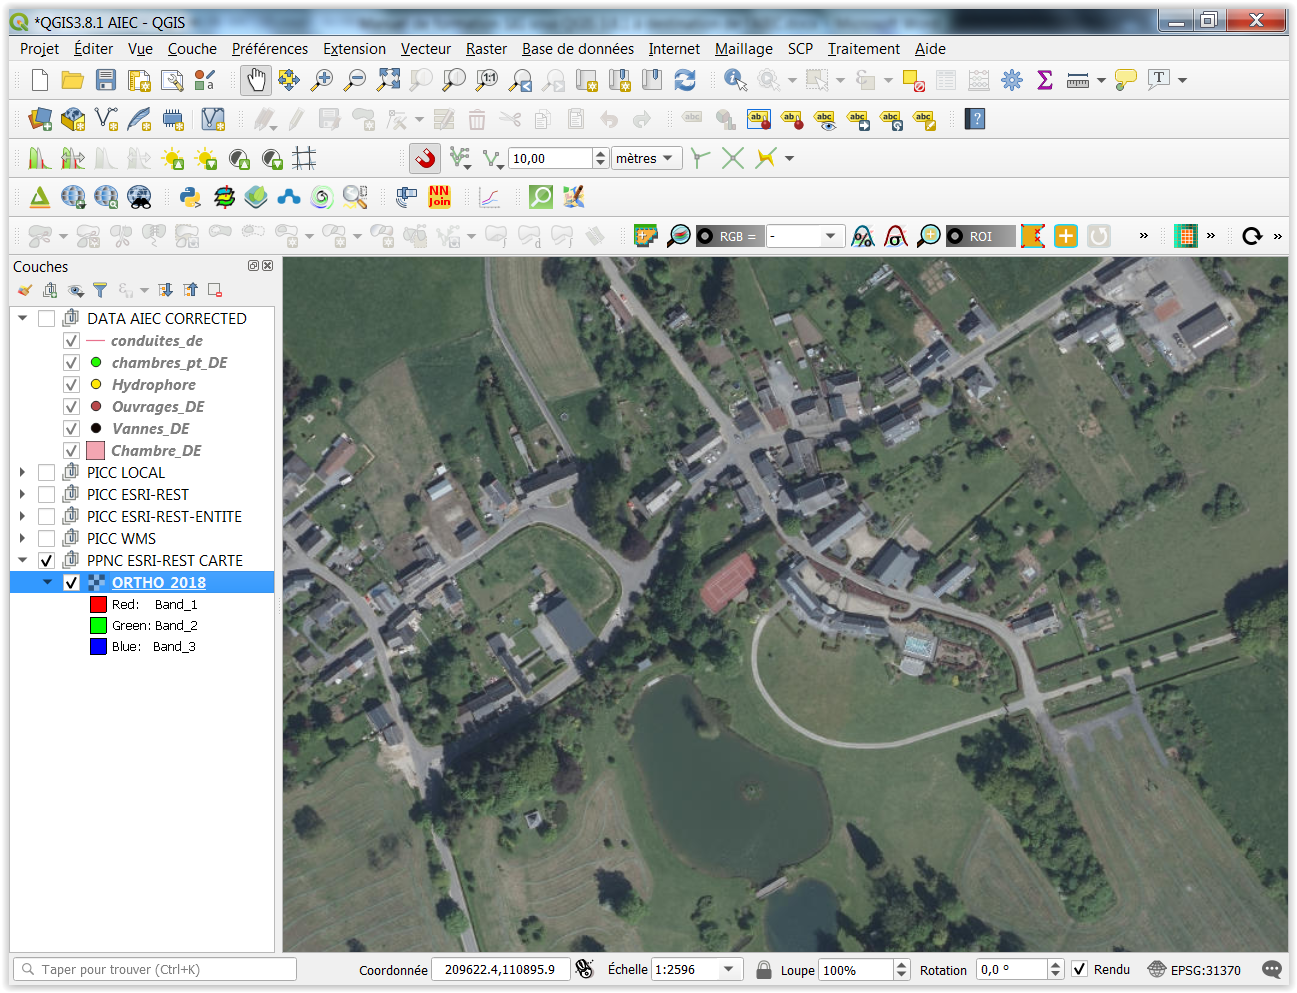 *QGIS3.8.1 AIEC - QGIS
Projet Éditer Vue Couche Préférences Extension Vecteur Raster Base de données Internet Maillage SCP Traitement Aide
10,00 mètres
NN Join
RGB = - ROI
Couches
DATA AIEC CORRECTED
conduites_de
chambres_pt_DE
Hydrophore
Ouvrages_DE
Vannes_DE
Chambre_DE
PICC LOCAL
PICC ESRI-REST
PICC ESRI-REST-ENTITE
PICC WMS
PPNC ESRI-REST CARTE
ORTHO_2018
Red: Band_1
Green: Band_2
Blue: Band_3
Taper pour trouver (Ctrl+K) Coordonnée 209622.4,110895.9 Échelle 1:2596 Loupe 100% Rotation 0,0 ° Rendu EPSG:31370